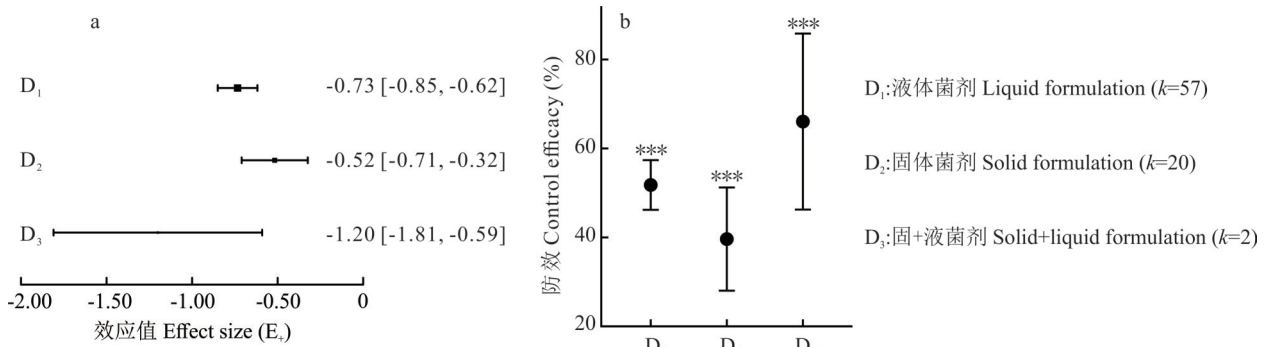 a
D₁ -0.73 [-0.85, -0.62]
D₂ -0.52 [-0.71, -0.32]
D₃ -1.20 [-1.81, -0.59]
-2.00 -1.50 -1.00 -0.50 0
效应值 Effect size (E₊)
b
防效 Control efficacy (%)
80
60
40
20
*** *** ***
D D D
D₁:液体菌剂 Liquid formulation (k=57)
D₂:固体菌剂 Solid formulation (k=20)
D₃:固+液菌剂 Solid+liquid formulation (k=2)